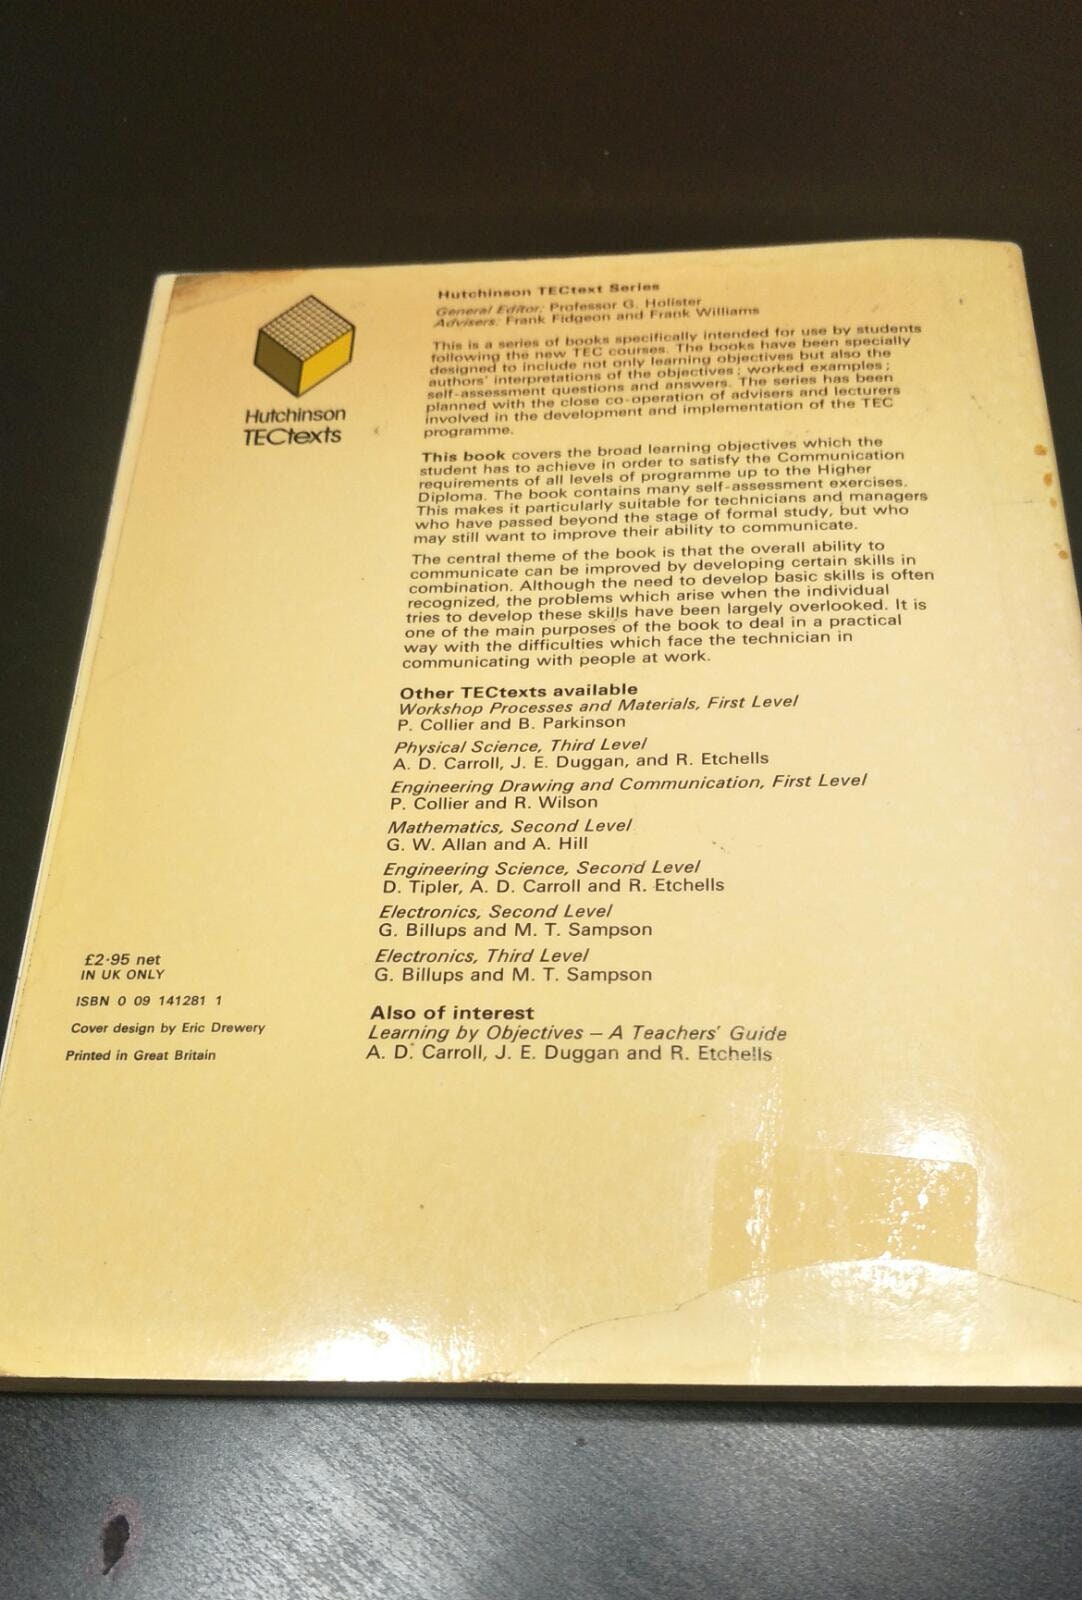 Hutchinson
TECtexts
Hutchinson TECtext Series
General Editor: Professor G. Holister
Advisers: Frank Fidgeon and Frank Williams
This is a series of books specifically intended for use by students
following the new TEC courses. The books have been specially
designed to include not only learning objectives but also the
authors' interpretations of the objectives; worked examples;
self-assessment questions and answers. The series has been
planned with the close co-operation of advisers and lecturers
involved in the development and implementation of the TEC
programme.
This book covers the broad learning objectives which the
student has to achieve in order to satisfy the Communication
requirements of all levels of programme up to the Higher
Diploma. The book contains many self-assessment exercises.
This makes it particularly suitable for technicians and managers
who have passed beyond the stage of formal study, but who
may still want to improve their ability to communicate.
The central theme of the book is that the overall ability to
communicate can be improved by developing certain skills in
combination. Although the need to develop basic skills is often
recognized, the problems which arise when the individual
tries to develop these skills have been largely overlooked. It is
one of the main purposes of the book to deal in a practical
way with the difficulties which face the technician in
communicating with people at work.
Other TECtexts available
Workshop Processes and Materials, First Level
P. Collier and B. Parkinson
Physical Science, Third Level
A. D. Carroll, J. E. Duggan, and R. Etchells
Engineering Drawing and Communication, First Level
P. Collier and R. Wilson
Mathematics, Second Level
G. W. Allan and A. Hill
Engineering Science, Second Level
D. Tipler, A. D. Carroll and R. Etchells
Electronics, Second Level
G. Billups and M. T. Sampson
Electronics, Third Level
G. Billups and M. T. Sampson
Also of interest
Learning by Objectives – A Teachers' Guide
A. D. Carroll, J. E. Duggan and R. Etchells
£2·95 net
IN UK ONLY
ISBN 0 09 141281 1
Cover design by Eric Drewery
Printed in Great Britain